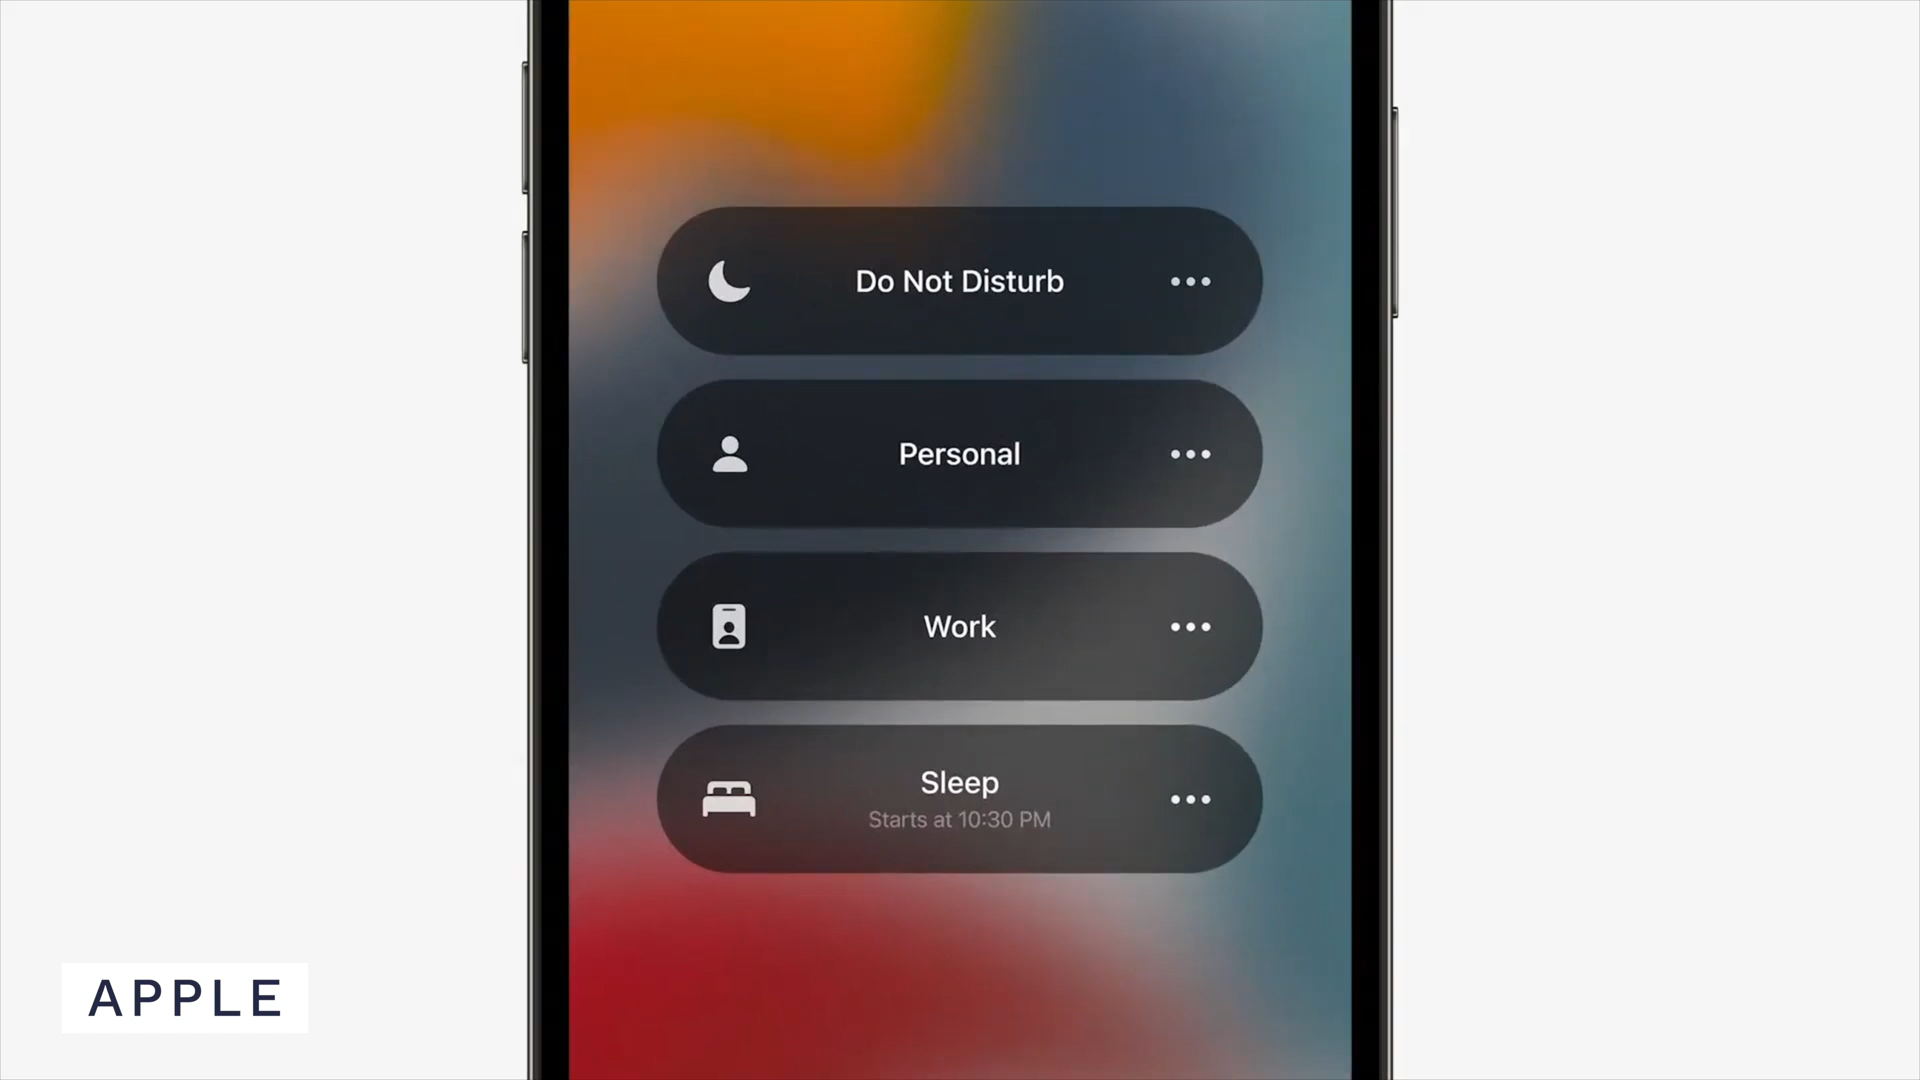 Do Not Disturb
Personal
Work
Sleep
Starts at 10:30 PM
APPLE